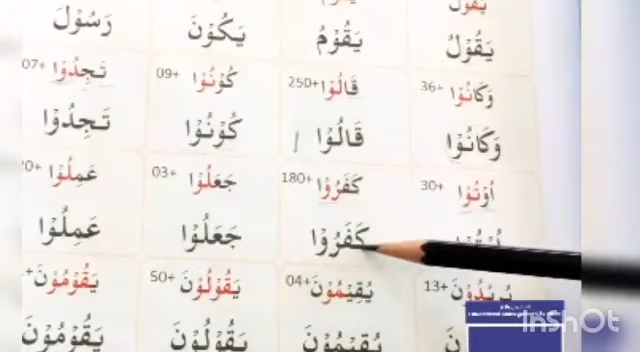 يَقُوْلُ يَقُوْمُ يَكُوْنَ رَسُوْلَ
36+ وَكَانُوْا 250+ قَالُوْا 09+ كُوْنُوْا 07+ تَجِدُوْا
وَكَانُوْا قَالُوْا كُوْنُوْا تَجِدُوْا
30+ اُوْتُوْا 180+ كَفَرُوْا 03+ جَعَلُوْا عَمِلُوْا
كَفَرُوْا جَعَلُوْا عَمِلُوْا
13+ يُرِيْدُوْنَ 04+ يُقِيْمُوْنَ 50+ يَقُوْلُوْنَ يَقُوْمُوْنَ
يُقِيْمُوْنَ يَقُوْلُوْنَ يَقُوْمُوْنَ
InShot